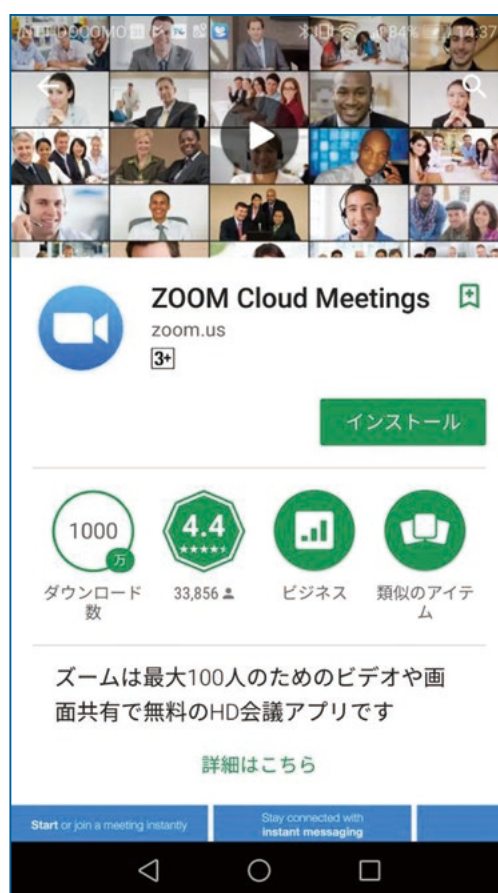 DOCOMO
84%
14:37
ZOOM Cloud Meetings
zoom.us
3+
インストール
1000
万
ダウンロード
数
4.4
33,856
ビジネス
類似のアイテ
ム
ズームは最大100人のためのビデオや画
面共有で無料のHD会議アプリです
詳細はこちら
Start or join a meeting instantly
Stay connected with
instant messaging